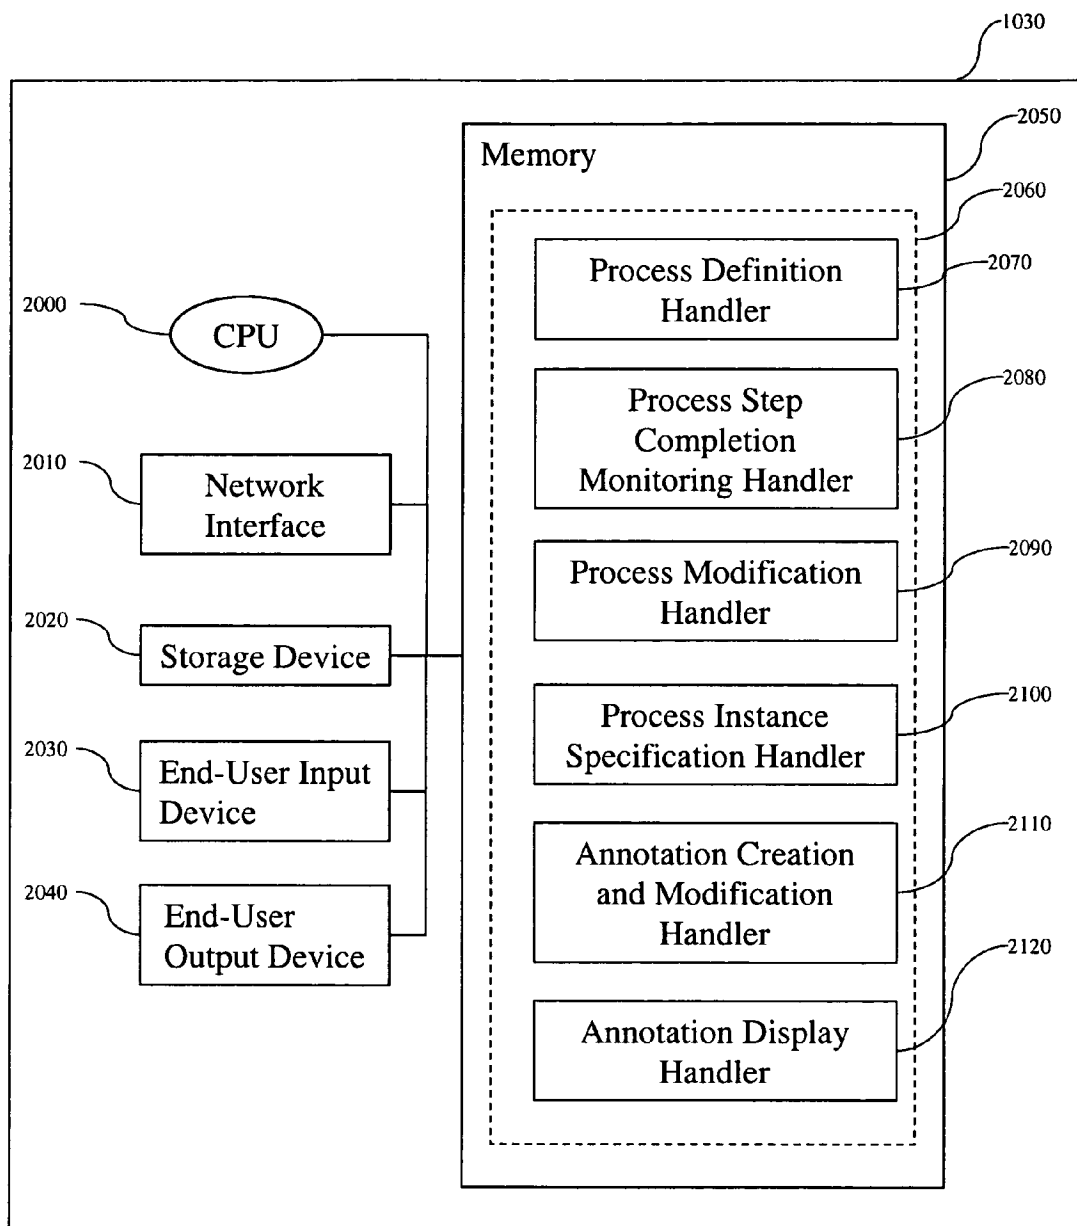 1030
2050
Memory
2060
Process Definition
Handler
2070
2000
CPU
Process Step
Completion
Monitoring Handler
2080
2010
Network
Interface
Process Modification
Handler
2090
2020
Storage Device
Process Instance
Specification Handler
2100
2030
End-User Input
Device
Annotation Creation
and Modification
Handler
2110
2040
End-User
Output Device
Annotation Display
Handler
2120